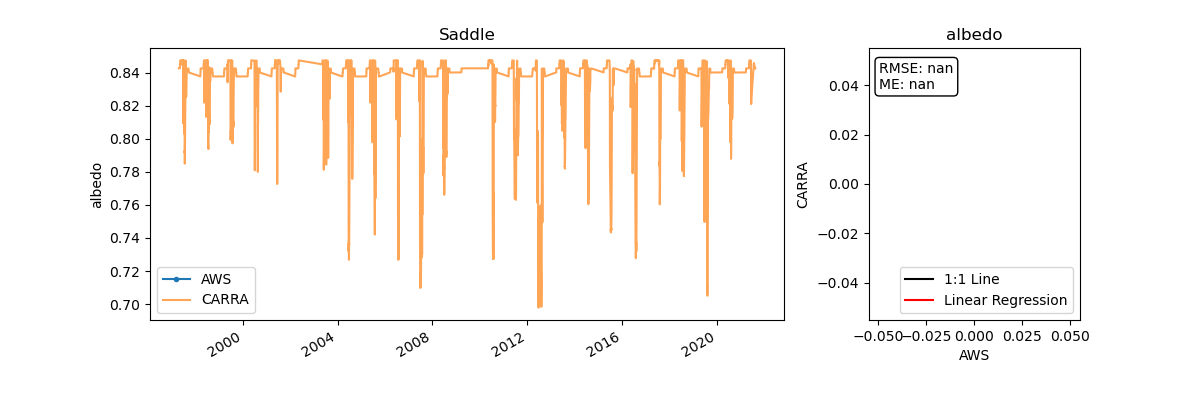 Saddle
albedo
0.84
0.82
0.80
0.78
0.76
0.74
0.72
0.70
albedo
AWS
CARRA
2000
2004
2008
2012
2016
2020
albedo
RMSE: nan
ME: nan
0.04
0.02
0.00
−0.02
−0.04
CARRA
1:1 Line
Linear Regression
−0.050
−0.025
0.000
0.025
0.050
AWS